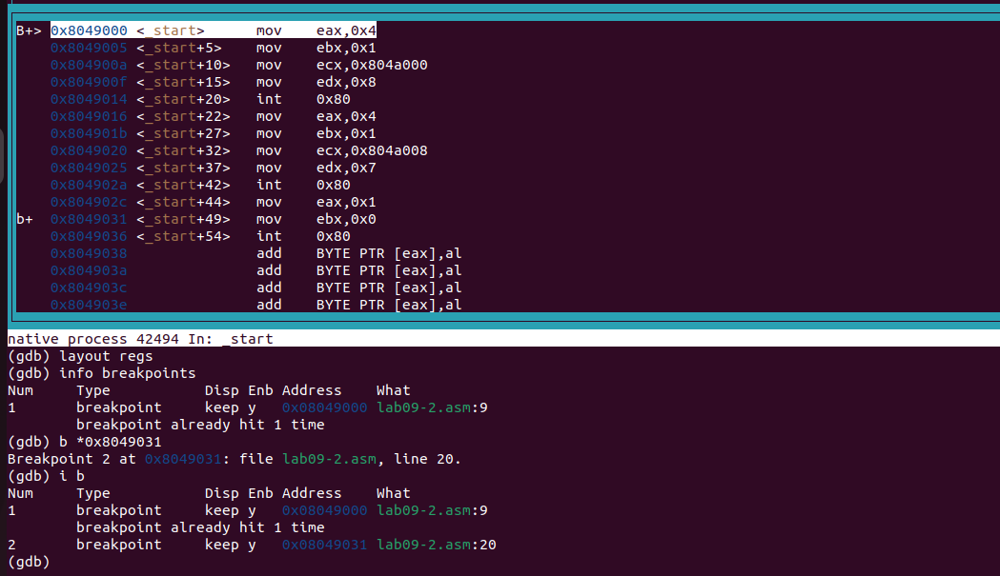 B+> 0x8049000 <_start>      mov    eax,0x4
    0x8049005 <_start+5>    mov    ebx,0x1
    0x804900a <_start+10>   mov    ecx,0x804a000
    0x804900f <_start+15>   mov    edx,0x8
    0x8049014 <_start+20>   int    0x80
    0x8049016 <_start+22>   mov    eax,0x4
    0x804901b <_start+27>   mov    ebx,0x1
    0x8049020 <_start+32>   mov    ecx,0x804a008
    0x8049025 <_start+37>   mov    edx,0x7
    0x804902a <_start+42>   int    0x80
    0x804902c <_start+44>   mov    eax,0x1
b+  0x8049031 <_start+49>   mov    ebx,0x0
    0x8049036 <_start+54>   int    0x80
    0x8049038               add    BYTE PTR [eax],al
    0x804903a               add    BYTE PTR [eax],al
    0x804903c               add    BYTE PTR [eax],al
    0x804903e               add    BYTE PTR [eax],al
native process 42494 In: _start
(gdb) layout regs
(gdb) info breakpoints
Num     Type           Disp Enb Address    What
1       breakpoint     keep y   0x08049000 lab09-2.asm:9
        breakpoint already hit 1 time
(gdb) b *0x8049031
Breakpoint 2 at 0x8049031: file lab09-2.asm, line 20.
(gdb) i b
Num     Type           Disp Enb Address    What
1       breakpoint     keep y   0x08049000 lab09-2.asm:9
        breakpoint already hit 1 time
2       breakpoint     keep y   0x08049031 lab09-2.asm:20
(gdb)